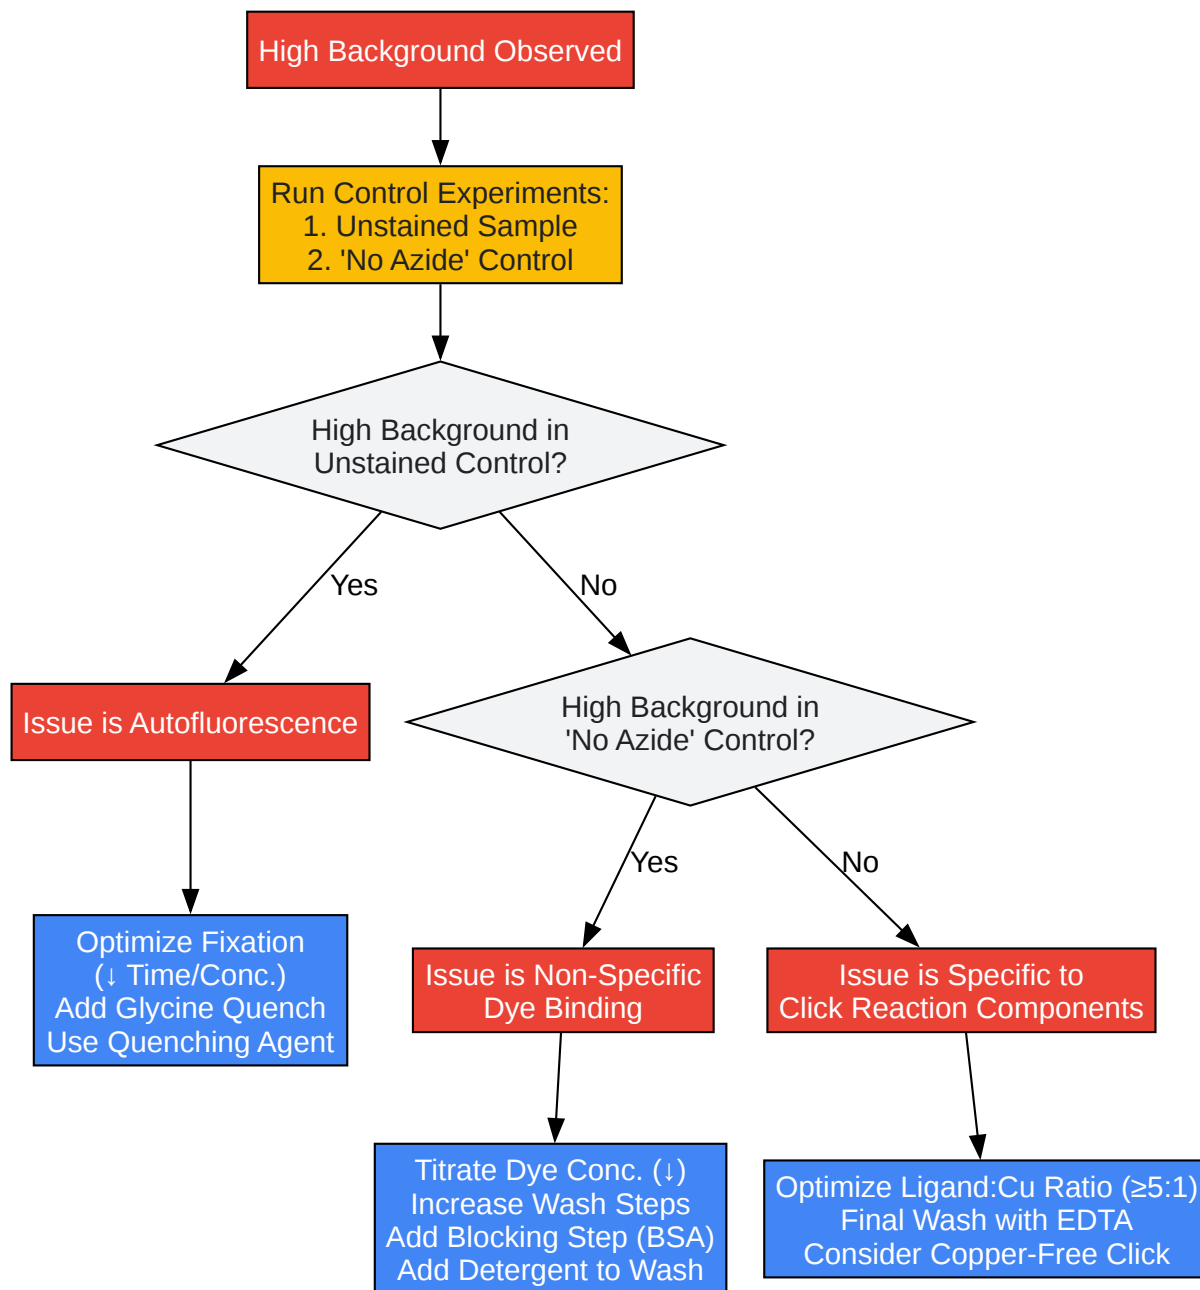 High Background Observed
Run Control Experiments:
1. Unstained Sample
2. 'No Azide' Control
High Background in
Unstained Control?
Yes
No
Issue is Autofluorescence
High Background in
'No Azide' Control?
Yes
No
Optimize Fixation
(↓ Time/Conc.)
Add Glycine Quench
Use Quenching Agent
Issue is Non-Specific
Dye Binding
Issue is Specific to
Click Reaction Components
Titrate Dye Conc. (↓)
Increase Wash Steps
Add Blocking Step (BSA)
Add Detergent to Wash
Optimize Ligand:Cu Ratio (≥5:1)
Final Wash with EDTA
Consider Copper-Free Click